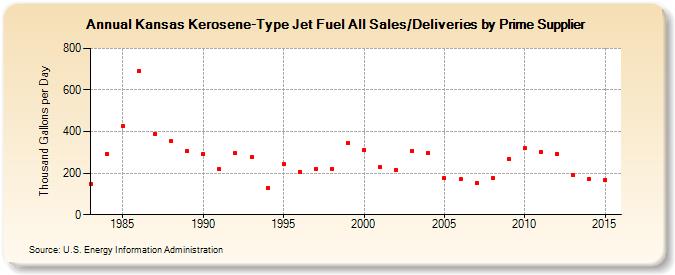 Annual Kansas Kerosene-Type Jet Fuel All Sales/Deliveries by Prime Supplier
Thousand Gallons per Day
800
600
400
200
0
1985 1990 1995 2000 2005 2010 2015
Source: U.S. Energy Information Administration